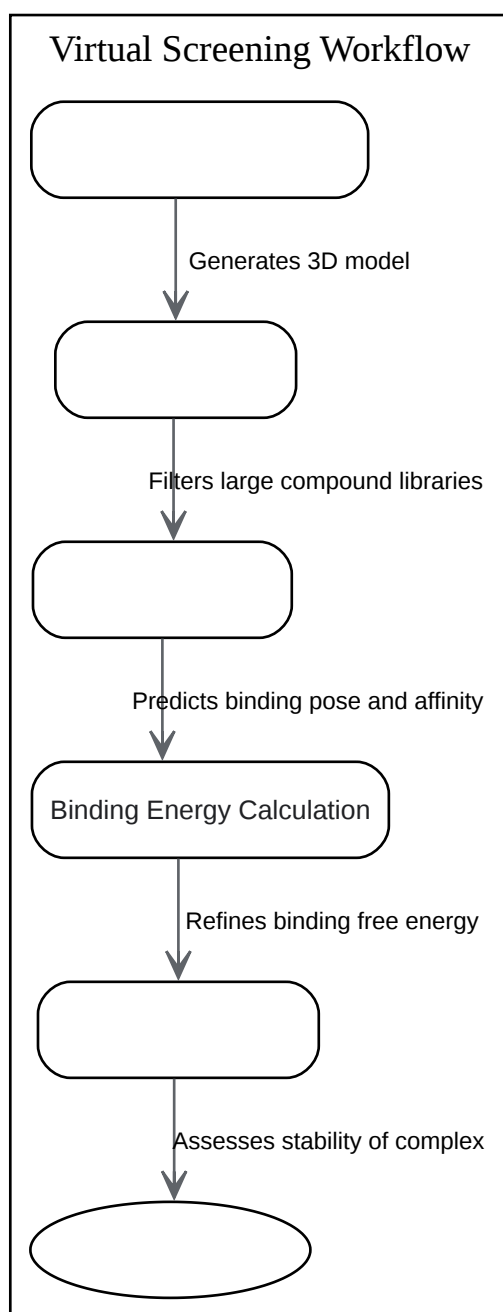 Virtual Screening Workflow
Generates 3D model
Filters large compound libraries
Predicts binding pose and affinity
Binding Energy Calculation
Refines binding free energy
Assesses stability of complex